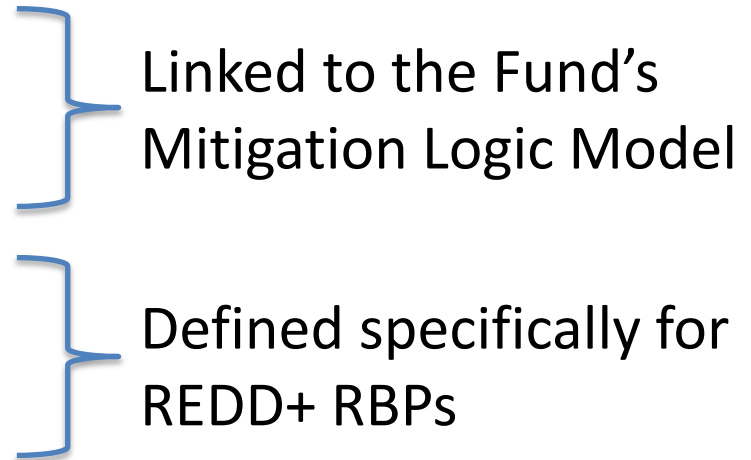 Linked to the Fund’s
Mitigation Logic Model
Defined specifically for
REDD+ RBPs